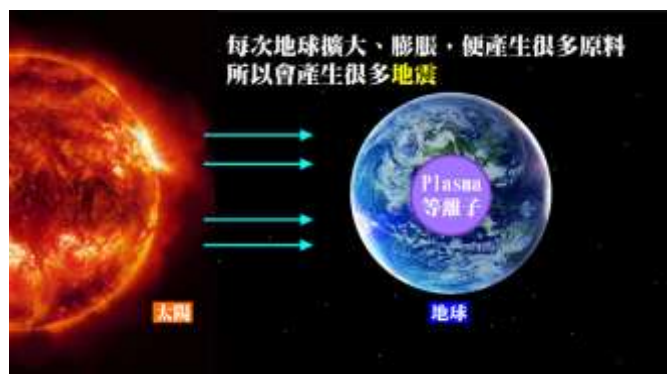 每次地球擴大、膨脹，便產生很多原料
所以會產生很多地震
Plasma
等離子
太陽
地球